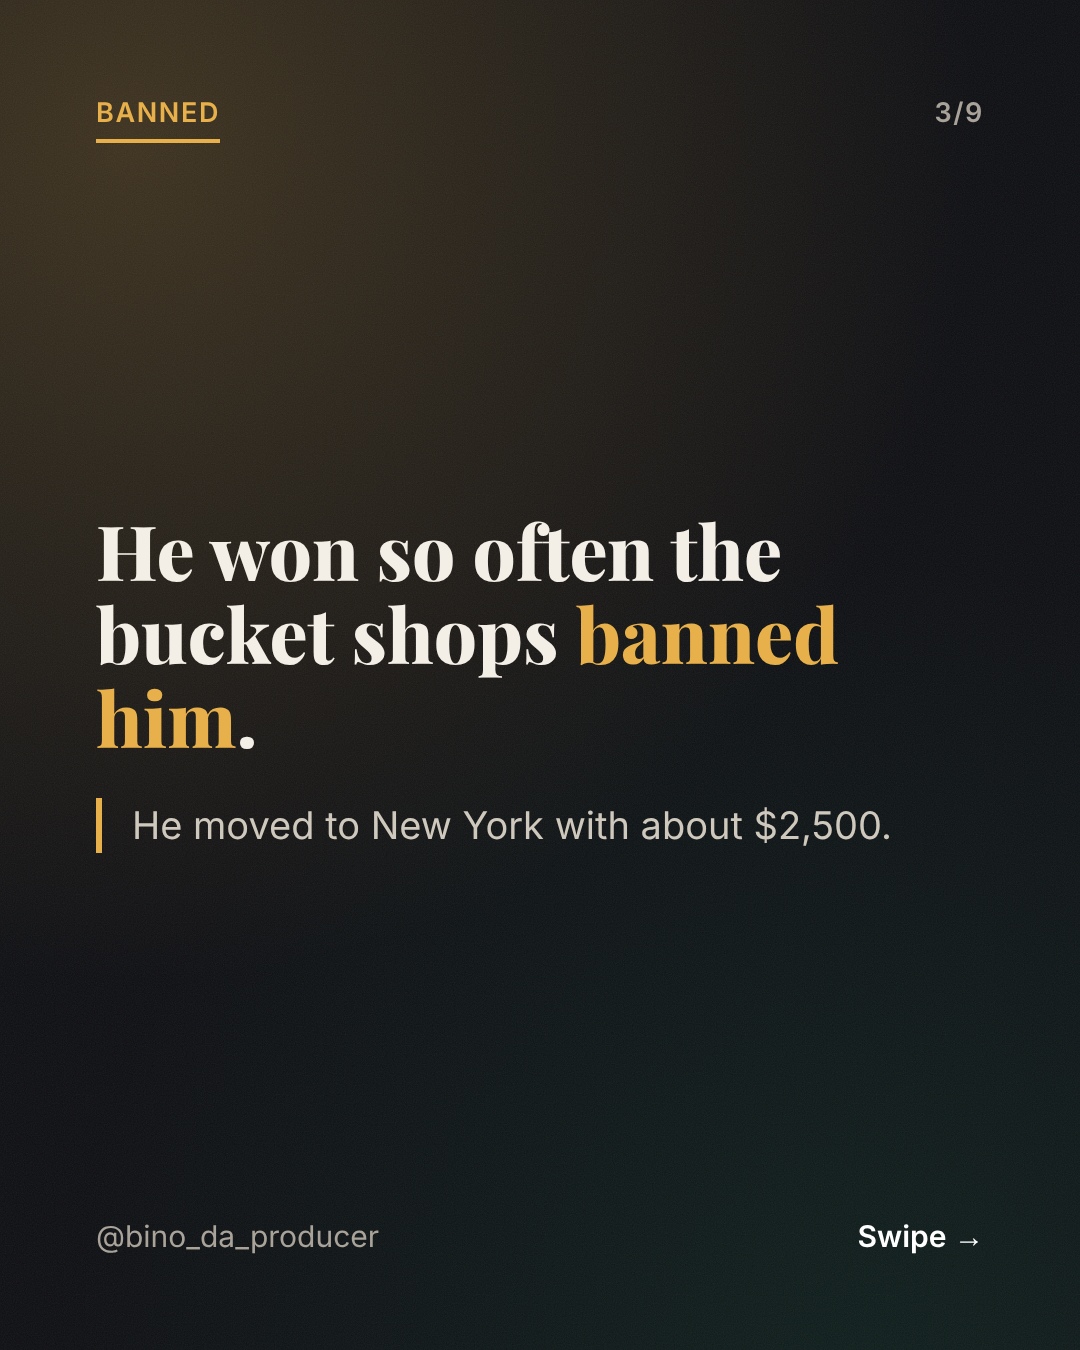 BANNED
3/9
He won so often the
bucket shops banned
him.
He moved to New York with about $2,500.
@bino_da_producer
Swipe →